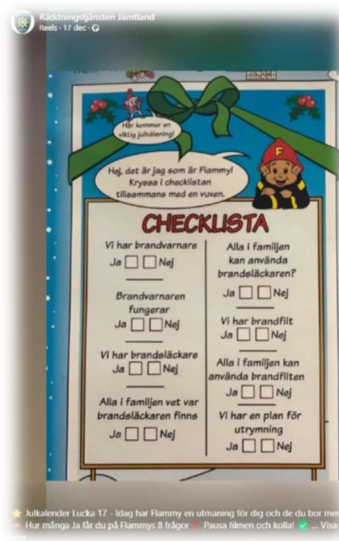 Räddningstjänsten Jämtland
Reels · 17 dec ·
Här kommer en
viktig julhälsning!
Hej, det är jag som är Flammy!
Kryssa i checklistan
tillsammans med en vuxen.
F
CHECKLISTA
Vi har brandvarnare
Ja Nej
Brandvarnaren
fungerar
Ja Nej
Vi har brandsläckare
Ja Nej
Alla i familjen vet var
brandsläckaren finns
Ja Nej
Alla i familjen
kan använda
brandsläckaren?
Ja Nej
Vi har brandfilt
Ja Nej
Alla i familjen kan
använda brandfilten
Ja Nej
Vi har en plan för
utrymning
Ja Nej
Julkalender Lucka 17 - Idag har Flammy en utmaning för dig och de du bor me
Hur många Ja får du på Flammys 8 frågor Pausa filmen och kolla! ... Visa